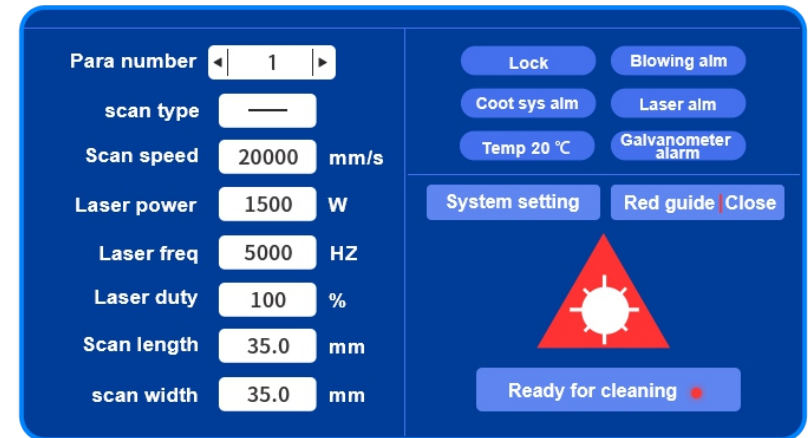 Para number ◂ 1 ▸
scan type —
Scan speed 20000 mm/s
Laser power 1500 W
Laser freq 5000 HZ
Laser duty 100 %
Scan length 35.0 mm
scan width 35.0 mm
Lock Blowing alm
Coot sys alm Laser alm
Temp 20 ℃ Galvanometer
alarm
System setting Red guide|Close
Ready for cleaning